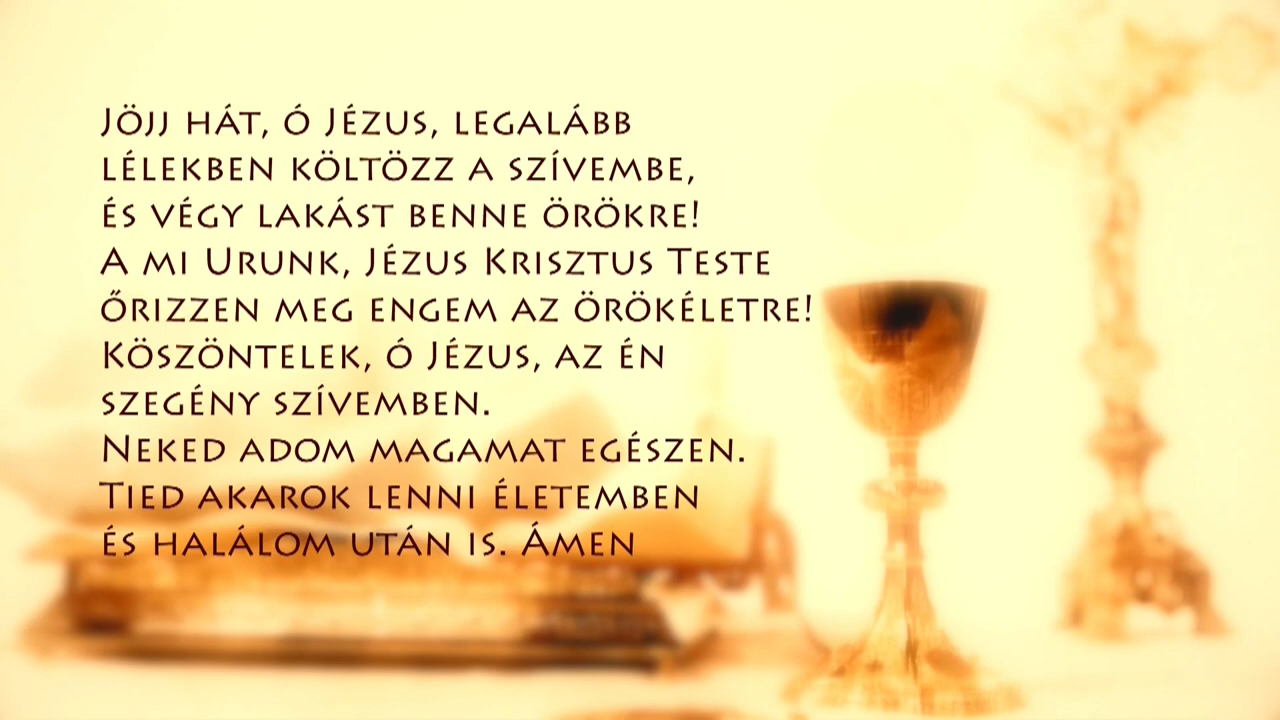 Jöjj hát, ó Jézus, legalább
lélekben költözz a szívembe,
és végy lakást benne örökre!
A mi Urunk, Jézus Krisztus Teste
őrizzen meg engem az örökéletre!
Köszöntelek, ó Jézus, az én
szegény szívemben.
Neked adom magamat egészen.
Tied akarok lenni életemben
és halálom után is. Ámen